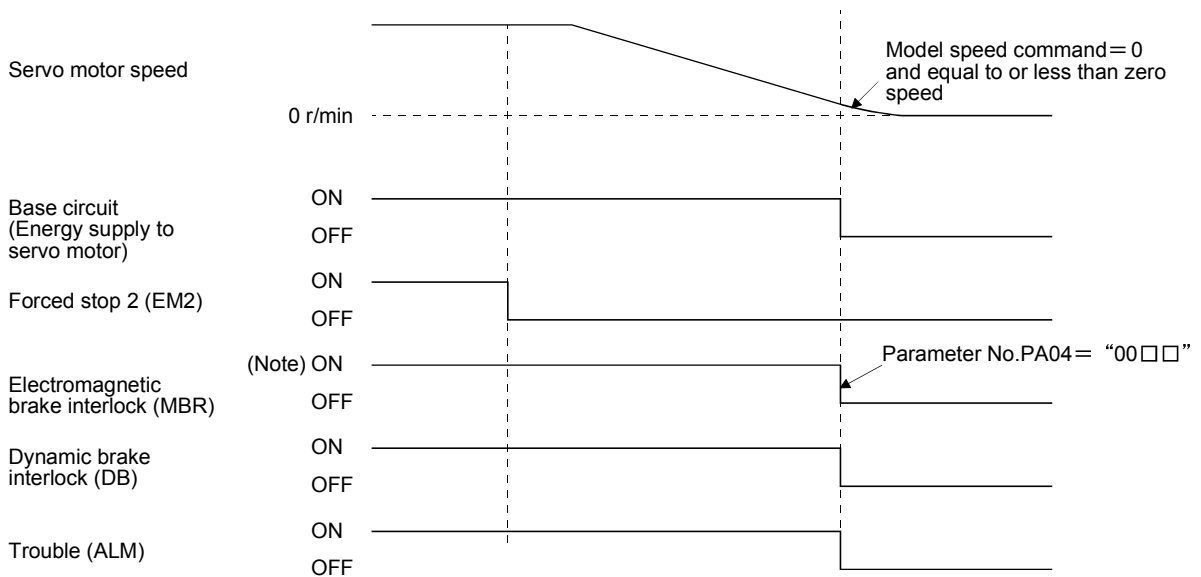 Servo motor speed
0 r/min
Model speed command＝0
and equal to or less than zero
speed
Base circuit
(Energy supply to
servo motor)
ON
OFF
Forced stop 2 (EM2)
ON
OFF
Electromagnetic
brake interlock (MBR)
(Note) ON
OFF
Parameter No.PA04＝ “00□□”
Dynamic brake
interlock (DB)
ON
OFF
Trouble (ALM)
ON
OFF